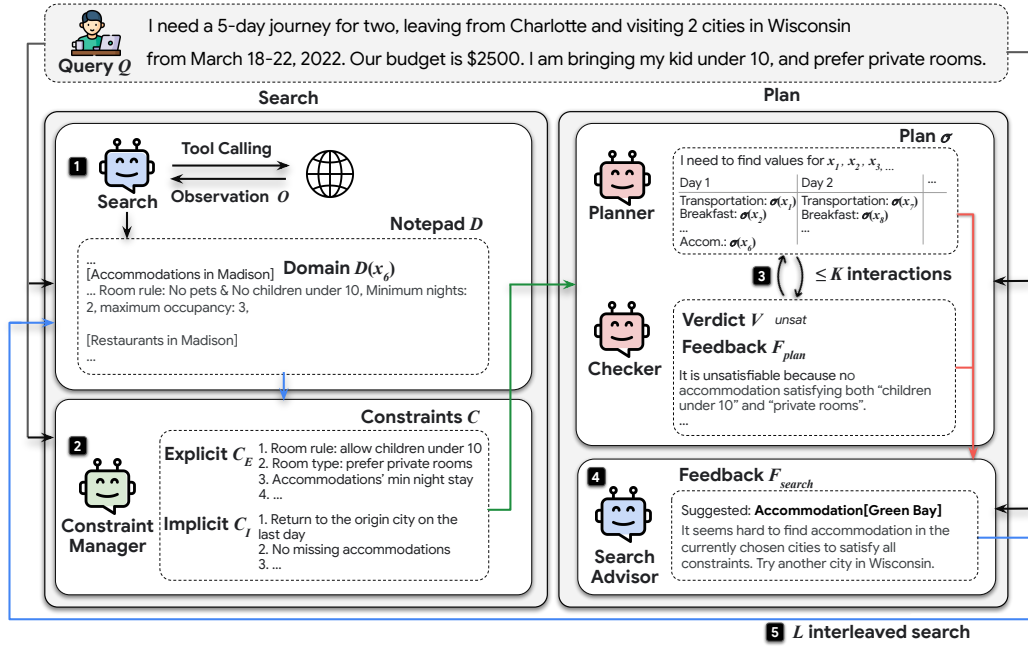 I need a 5-day journey for two, leaving from Charlotte and visiting 2 cities in Wisconsin
from March 18-22, 2022. Our budget is $2500. I am bringing my kid under 10, and prefer private rooms.
Query Q
Search
1
Tool Calling
Observation O
Search
Notepad D
...
[Accommodations in Madison] Domain D(x6)
... Room rule: No pets & No children under 10, Minimum nights:
2, maximum occupancy: 3,
[Restaurants in Madison]
...
2
Constraint
Manager
Constraints C
Explicit CE
1. Room rule: allow children under 10
2. Room type: prefer private rooms
3. Accommodations' min night stay
4. ...
Implicit CI
1. Return to the origin city on the
last day
2. No missing accommodations
3. ...
Plan
Plan σ
Planner
I need to find values for x1, x2, x3, ...
Day 1 Day 2 ...
Transportation: σ(x1) Transportation: σ(x7)
Breakfast: σ(x2) Breakfast: σ(x8)
... ...
Accom.: σ(x6)
3
≤ K interactions
Checker
Verdict V unsat
Feedback Fplan
It is unsatisfiable because no
accommodation satisfying both “children
under 10” and “private rooms”.
...
4
Search
Advisor
Feedback Fsearch
Suggested: Accommodation[Green Bay]
It seems hard to find accommodation in the
currently chosen cities to satisfy all
constraints. Try another city in Wisconsin.
5 L interleaved search